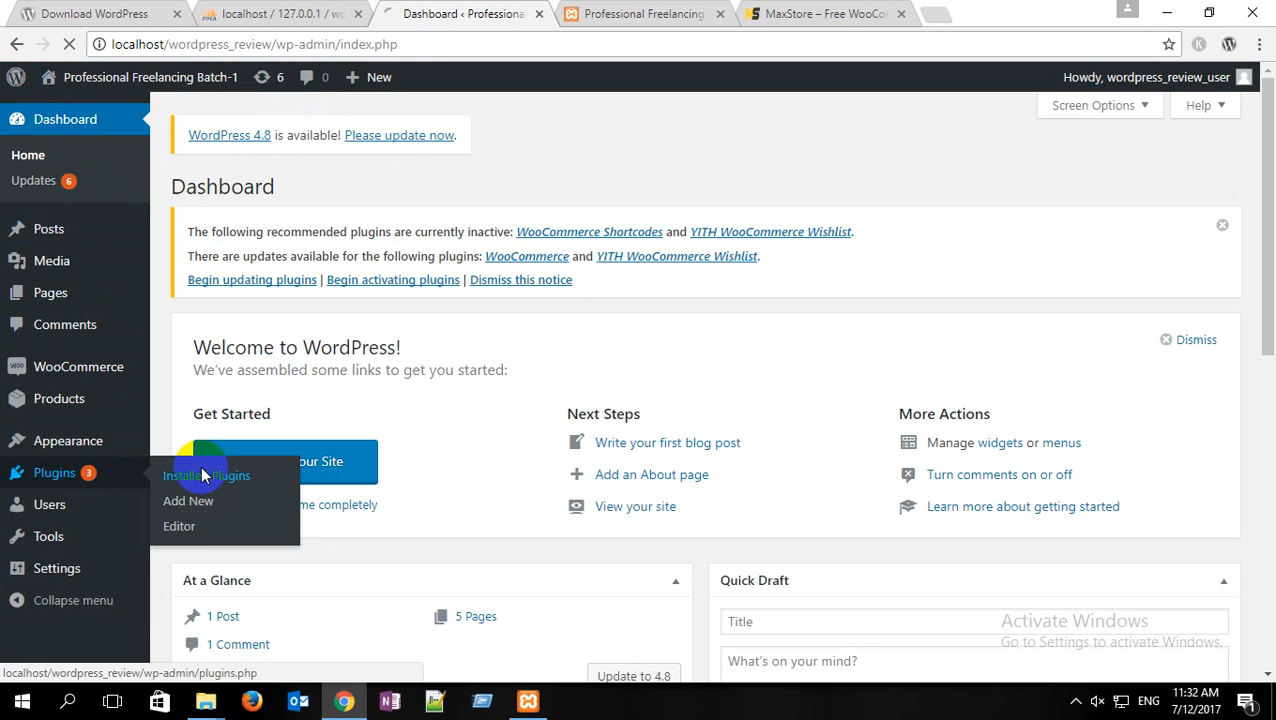 Download WordPress
localhost / 127.0.0.1 / wc
Dashboard ‹ Professional
Professional Freelancing
MaxStore – Free WooCom
localhost/wordpress_review/wp-admin/index.php
Professional Freelancing Batch-1 6 0 New
Howdy, wordpress_review_user
Dashboard
Screen Options
Help
WordPress 4.8 is available! Please update now.
Home
Updates 6
Dashboard
Posts
Media
Pages
Comments
WooCommerce
Products
Appearance
Plugins 3
Users
Tools
Settings
Collapse menu
Installed Plugins
Add New
Editor
The following recommended plugins are currently inactive: WooCommerce Shortcodes and YITH WooCommerce Wishlist.
There are updates available for the following plugins: WooCommerce and YITH WooCommerce Wishlist.
Begin updating plugins | Begin activating plugins | Dismiss this notice
Welcome to WordPress!
Dismiss
We've assembled some links to get you started:
Get Started
our Site
me completely
Next Steps
Write your first blog post
Add an About page
View your site
More Actions
Manage widgets or menus
Turn comments on or off
Learn more about getting started
At a Glance
1 Post
5 Pages
1 Comment
Update to 4.8
Quick Draft
Title
What's on your mind?
Activate Windows
Go to Settings to activate Windows.
localhost/wordpress_review/wp-admin/plugins.php
ENG
11:32 AM
7/12/2017